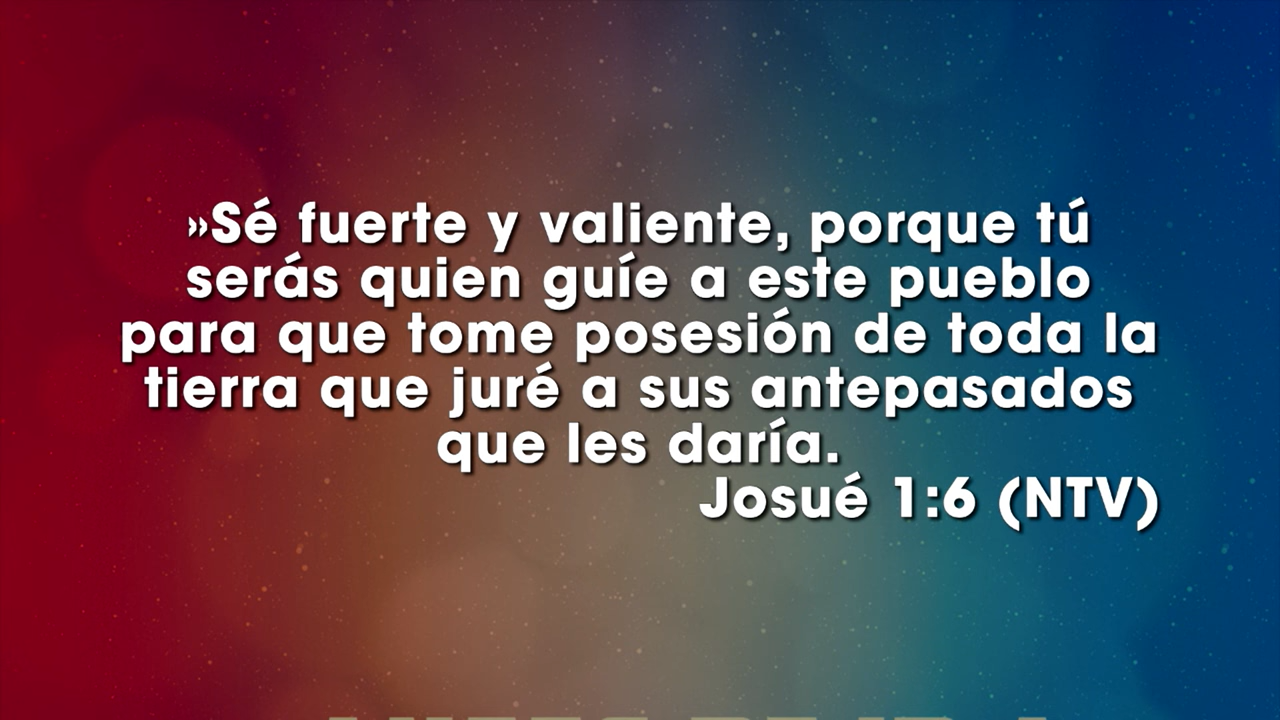 »Sé fuerte y valiente, porque tú
serás quien guíe a este pueblo
para que tome posesión de toda la
tierra que juré a sus antepasados
que les daría.
Josué 1:6 (NTV)